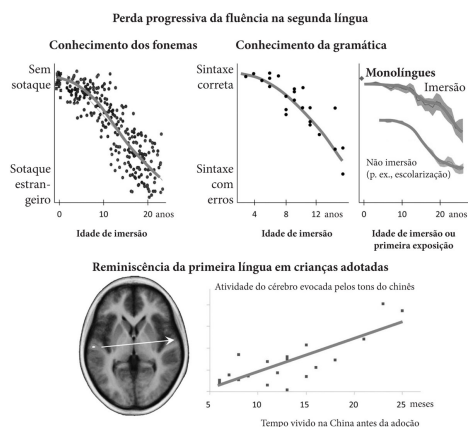 Perda progressiva da fluência na segunda língua
Conhecimento dos fonemas
Sem
sotaque
Sotaque
estran-
geiro
0
10
20
anos
Idade de imersão
Conhecimento da gramática
Sintaxe
correta
Sintaxe
com
erros
4
8
12
anos
Idade de imersão
Monolíngues
Imersão
Não imersão
(p. ex., escolarização)
0
10
20
anos
Idade de imersão ou
primeira exposição
Reminiscência da primeira língua em crianças adotadas
Atividade do cérebro evocada pelos tons do chinês
5
10
15
20
25
meses
Tempo vivido na China antes da adoção